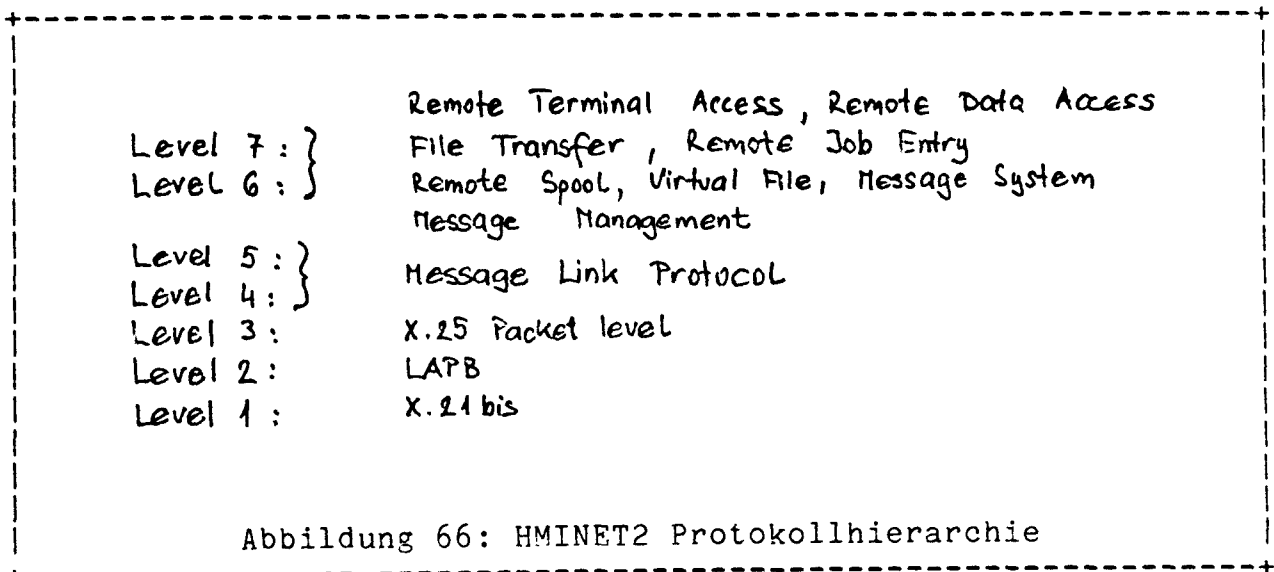 Remote Terminal Access, Remote Data Access
Level 7 : } File Transfer, Remote Job Entry
Level 6 : } Remote Spool, Virtual File, Message System
Message Management
Level 5 : }
Message Link Protocol
Level 4 : }
Level 3 : X.25 Packet level
Level 2 : LAPB
Level 1 : X.21 bis
Abbildung 66: HMINET2 Protokollhierarchie